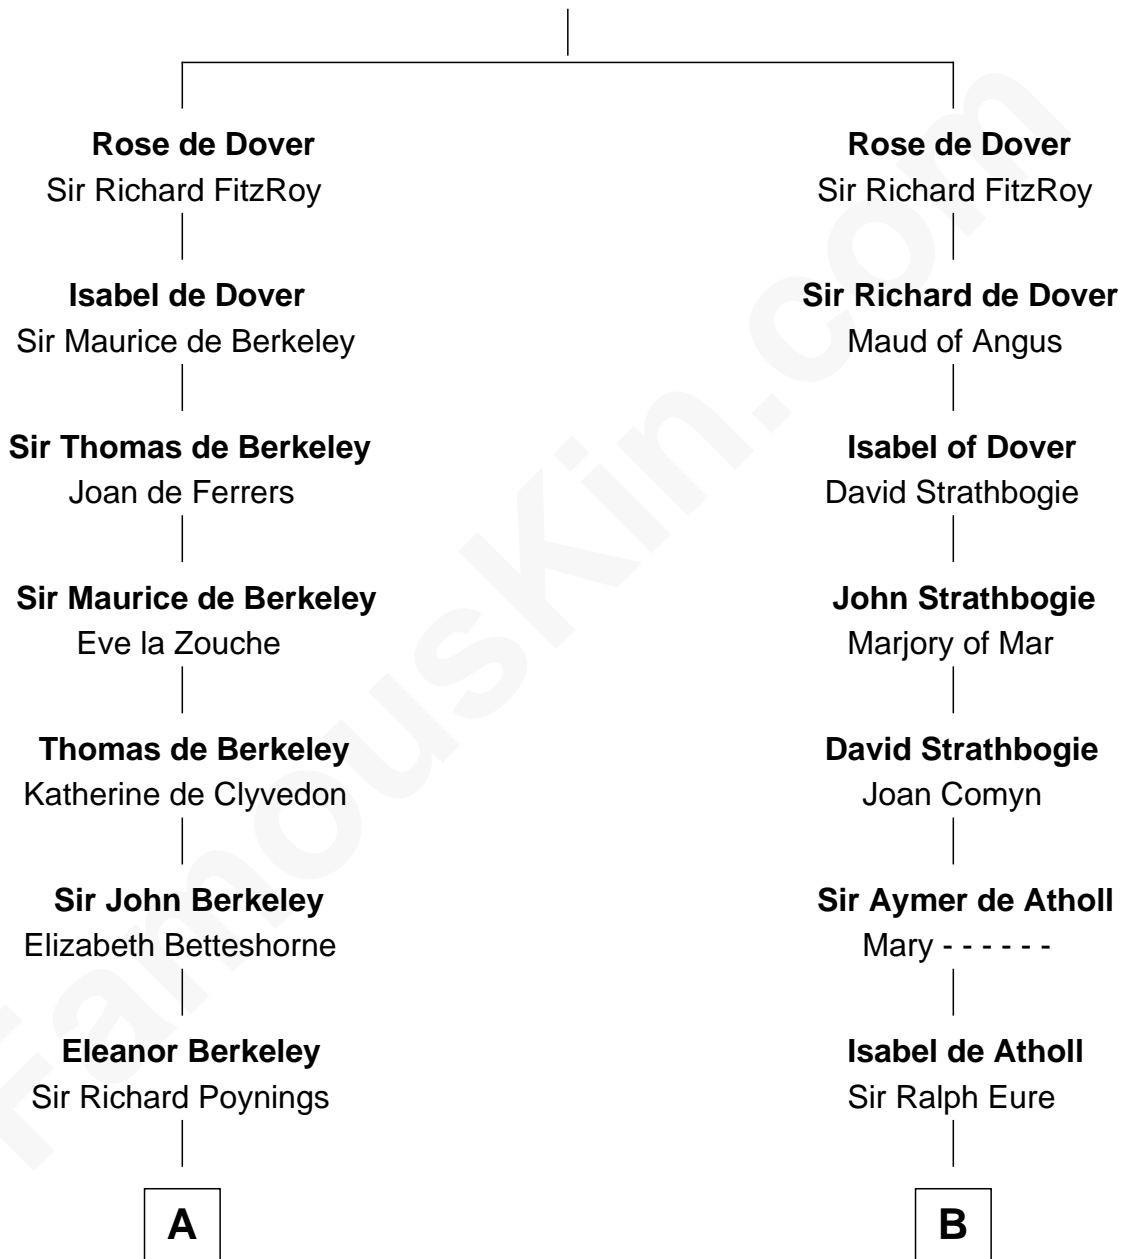 Rose de Dover
Sir Richard FitzRoy
Isabel de Dover
Sir Maurice de Berkeley
Sir Thomas de Berkeley
Joan de Ferrers
Sir Maurice de Berkeley
Eve la Zouche
Thomas de Berkeley
Katherine de Clyvedon
Sir John Berkeley
Elizabeth Betteshorne
Eleanor Berkeley
Sir Richard Poynings
A
Rose de Dover
Sir Richard FitzRoy
Sir Richard de Dover
Maud of Angus
Isabel of Dover
David Strathbogie
John Strathbogie
Marjory of Mar
David Strathbogie
Joan Comyn
Sir Aymer de Atholl
Mary - - - - - -
Isabel de Atholl
Sir Ralph Eure
B
FamousKin.com